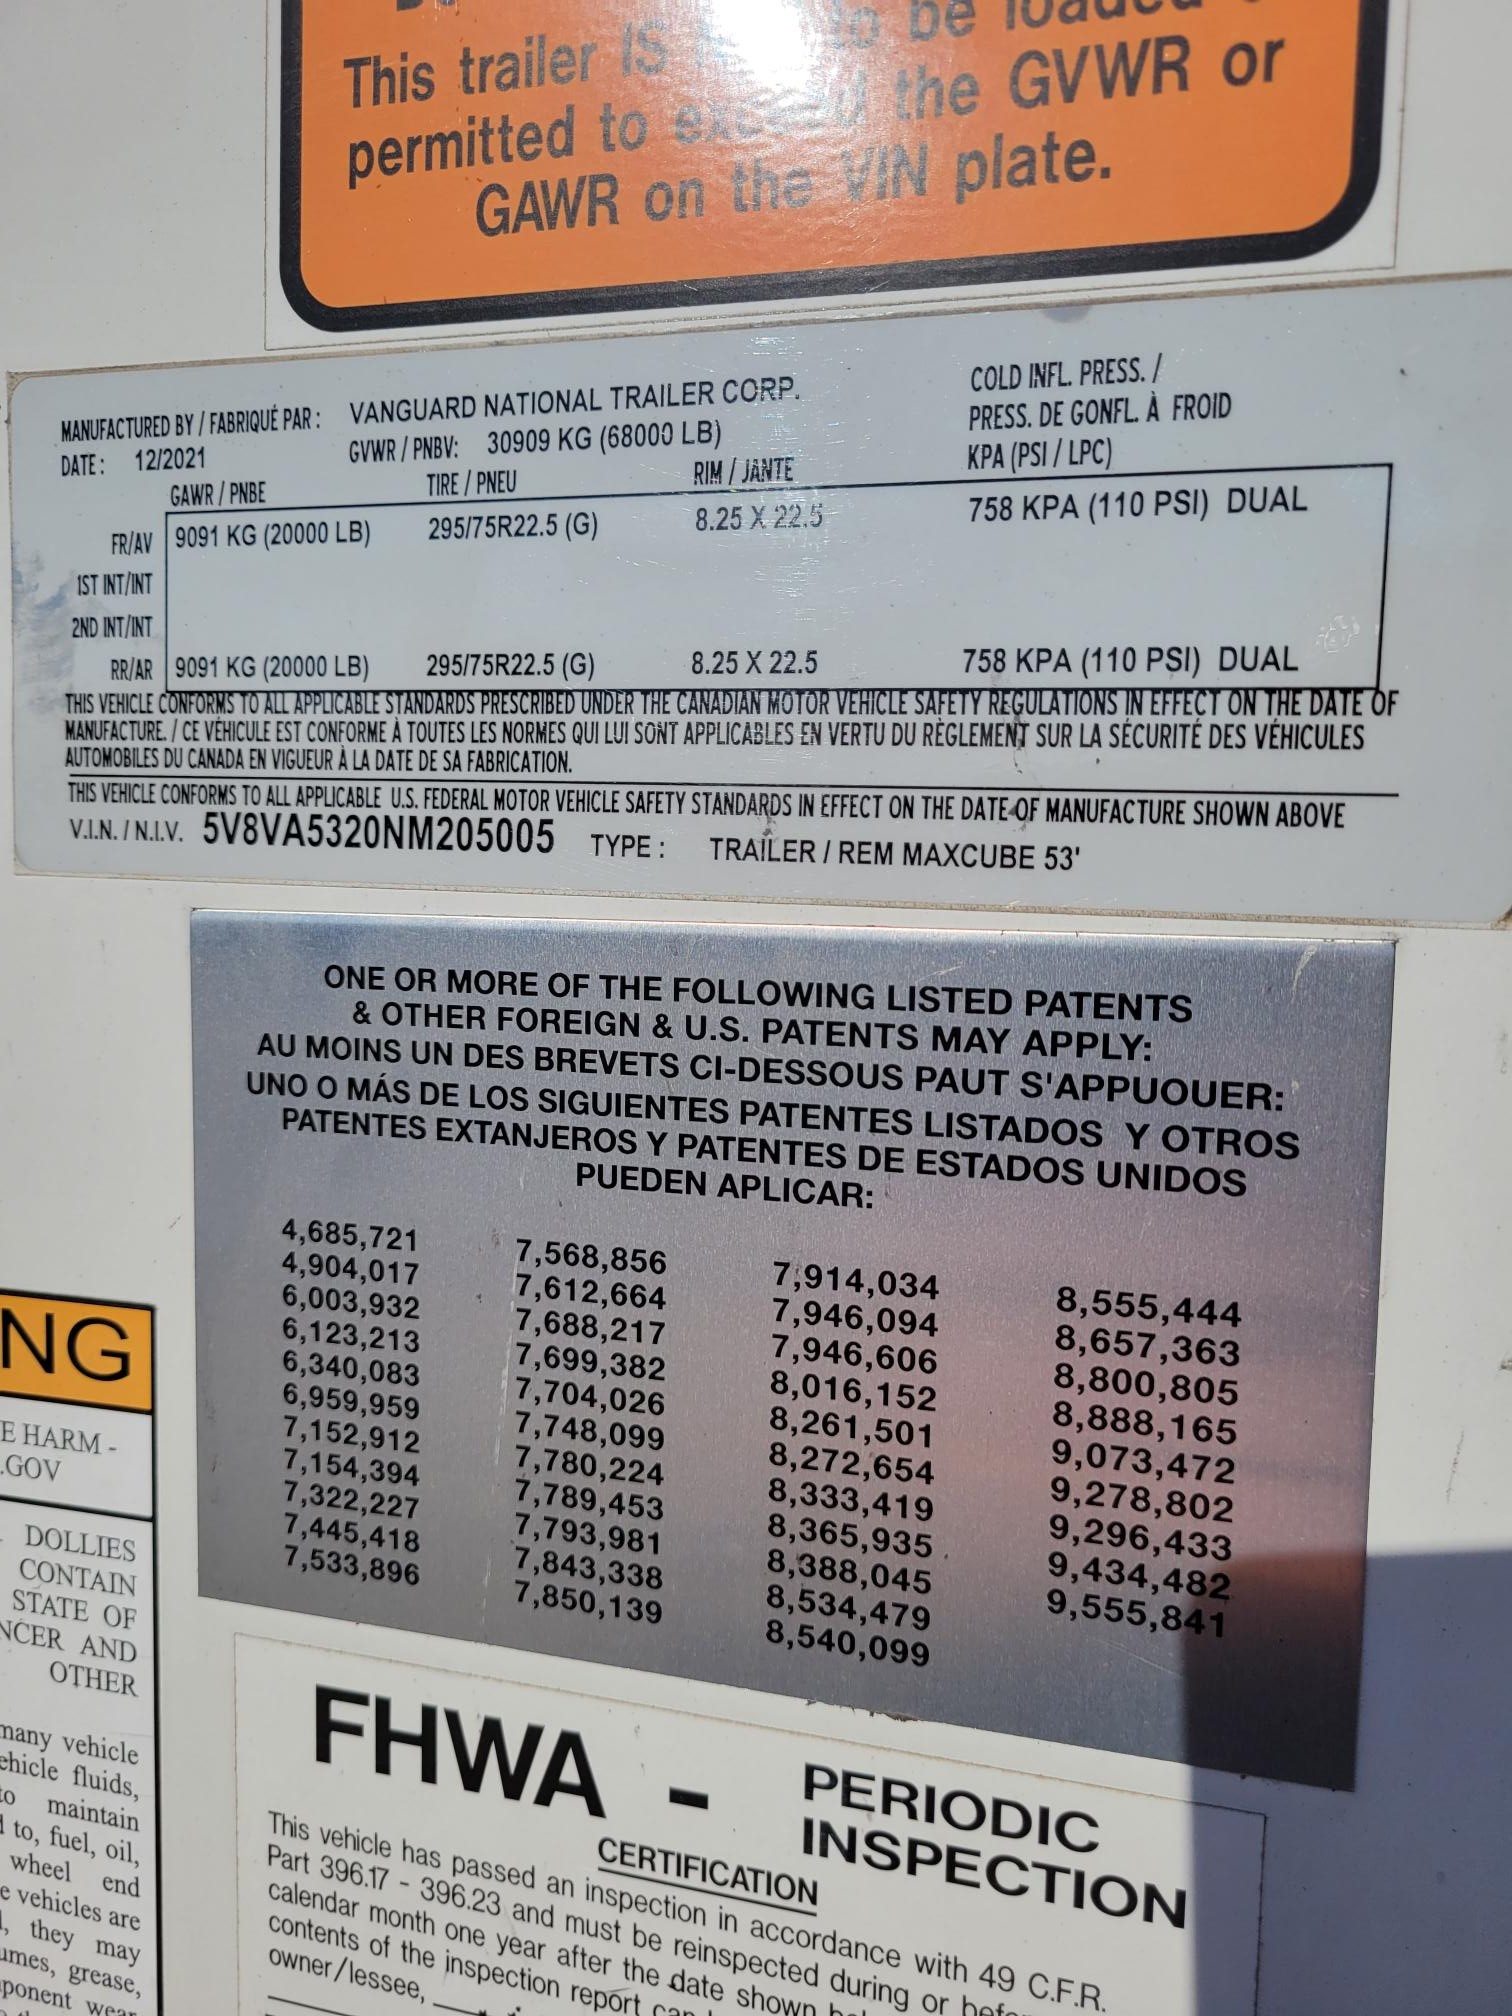 This trailer IS to be loaded
permitted to exceed the GVWR or
GAWR on the VIN plate.
MANUFACTURED BY / FABRIQUÉ PAR : VANGUARD NATIONAL TRAILER CORP.
COLD INFL. PRESS. /
DATE : 12/2021 GVWR / PNBV: 30909 KG (68000 LB)
PRESS. DE GONFL. À FROID
GAWR / PNBE TIRE / PNEU RIM / JANTE KPA (PSI / LPC)
FR/AV 9091 KG (20000 LB) 295/75R22.5 (G) 8.25 X 22.5 758 KPA (110 PSI) DUAL
1ST INT/INT
2ND INT/INT
RR/AR 9091 KG (20000 LB) 295/75R22.5 (G) 8.25 X 22.5 758 KPA (110 PSI) DUAL
THIS VEHICLE CONFORMS TO ALL APPLICABLE STANDARDS PRESCRIBED UNDER THE CANADIAN MOTOR VEHICLE SAFETY REGULATIONS IN EFFECT ON THE DATE OF
MANUFACTURE. / CE VÉHICULE EST CONFORME À TOUTES LES NORMES QUI LUI SONT APPLICABLES EN VERTU DU RÈGLEMENT SUR LA SÉCURITÉ DES VÉHICULES
AUTOMOBILES DU CANADA EN VIGUEUR À LA DATE DE SA FABRICATION.
THIS VEHICLE CONFORMS TO ALL APPLICABLE U.S. FEDERAL MOTOR VEHICLE SAFETY STANDARDS IN EFFECT ON THE DATE OF MANUFACTURE SHOWN ABOVE
V.I.N. / N.I.V. 5V8VA5320NM205005 TYPE : TRAILER / REM MAXCUBE 53'
ONE OR MORE OF THE FOLLOWING LISTED PATENTS
& OTHER FOREIGN & U.S. PATENTS MAY APPLY:
AU MOINS UN DES BREVETS CI-DESSOUS PAUT S'APPUOUER:
UNO O MÁS DE LOS SIGUIENTES PATENTES LISTADOS Y OTROS
PATENTES EXTANJEROS Y PATENTES DE ESTADOS UNIDOS
PUEDEN APLICAR:
4,685,721
4,904,017
6,003,932
6,123,213
6,340,083
6,959,959
7,152,912
7,154,394
7,322,227
7,445,418
7,533,896
7,568,856
7,612,664
7,688,217
7,699,382
7,704,026
7,748,099
7,780,224
7,789,453
7,793,981
7,843,338
7,850,139
7,914,034
7,946,094
7,946,606
8,016,152
8,261,501
8,272,654
8,333,419
8,365,935
8,388,045
8,534,479
8,540,099
8,555,444
8,657,363
8,800,805
8,888,165
9,073,472
9,278,802
9,296,433
9,434,482
9,555,841
NG
E HARM -
.GOV
DOLLIES
CONTAIN
STATE OF
NCER AND
OTHER
many vehicle
ehicle fluids,
to maintain
to, fuel, oil,
wheel end
e vehicles are
, they may
umes, grease,
ponent wear
FHWA - PERIODIC
INSPECTION
CERTIFICATION
This vehicle has passed an inspection in accordance with 49 C.F.R.
Part 396.17 - 396.23 and must be reinspected during or befo
calendar month one year after the date shown
contents of the inspection report can
owner/lessee,